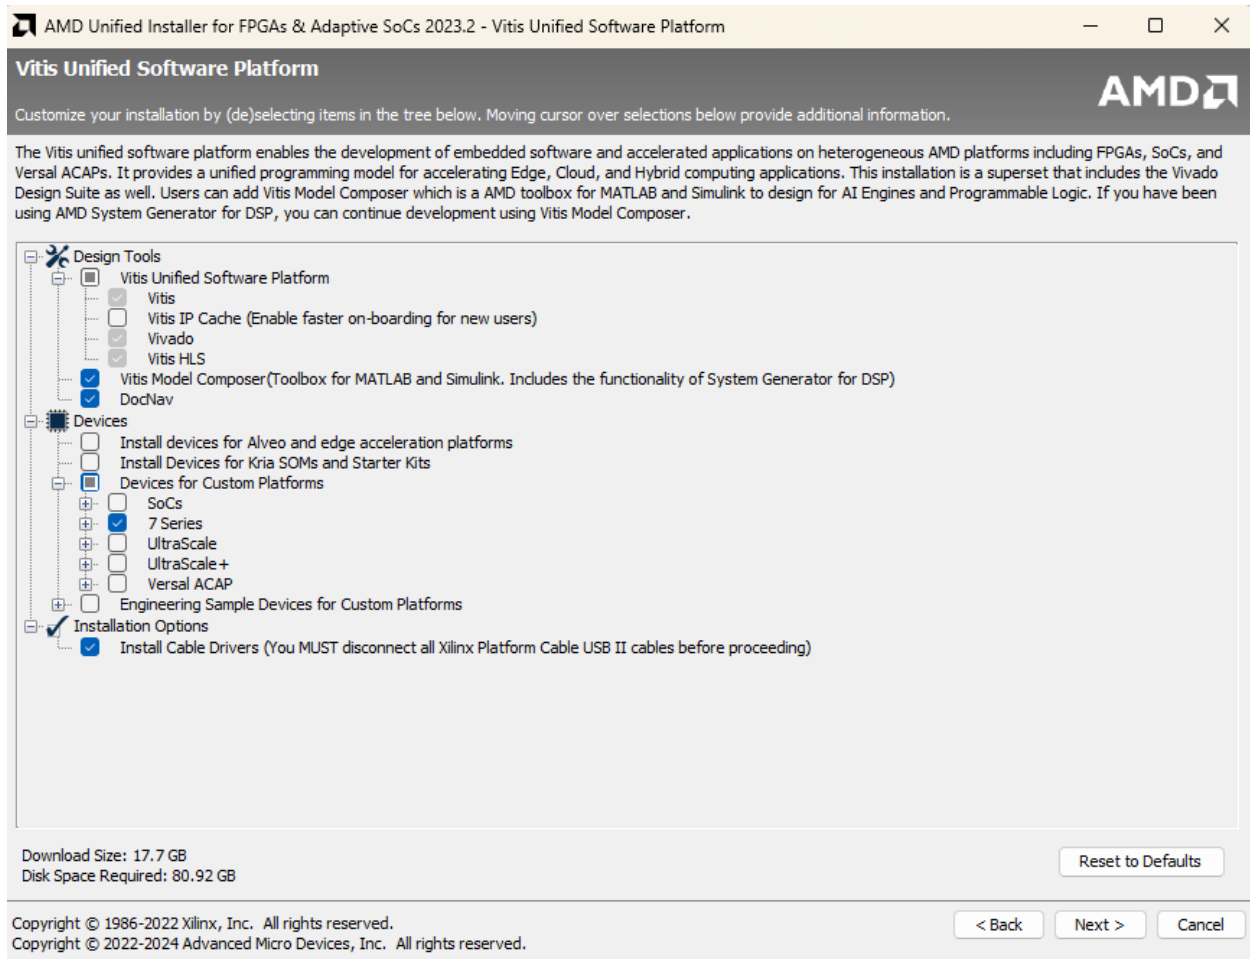 AMD Unified Installer for FPGAs & Adaptive SoCs 2023.2 - Vitis Unified Software Platform
Vitis Unified Software Platform
AMD
Customize your installation by (de)selecting items in the tree below. Moving cursor over selections below provide additional information.
The Vitis unified software platform enables the development of embedded software and accelerated applications on heterogeneous AMD platforms including FPGAs, SoCs, and
Versal ACAPs. It provides a unified programming model for accelerating Edge, Cloud, and Hybrid computing applications. This installation is a superset that includes the Vivado
Design Suite as well. Users can add Vitis Model Composer which is a AMD toolbox for MATLAB and Simulink to design for AI Engines and Programmable Logic. If you have been
using AMD System Generator for DSP, you can continue development using Vitis Model Composer.
Design Tools
Vitis Unified Software Platform
Vitis
Vitis IP Cache (Enable faster on-boarding for new users)
Vivado
Vitis HLS
Vitis Model Composer(Toolbox for MATLAB and Simulink. Includes the functionality of System Generator for DSP)
DocNav
Devices
Install devices for Alveo and edge acceleration platforms
Install Devices for Kria SOMs and Starter Kits
Devices for Custom Platforms
SoCs
7 Series
UltraScale
UltraScale+
Versal ACAP
Engineering Sample Devices for Custom Platforms
Installation Options
Install Cable Drivers (You MUST disconnect all Xilinx Platform Cable USB II cables before proceeding)
Download Size: 17.7 GB
Disk Space Required: 80.92 GB
Reset to Defaults
Copyright © 1986-2022 Xilinx, Inc. All rights reserved.
Copyright © 2022-2024 Advanced Micro Devices, Inc. All rights reserved.
< Back
Next >
Cancel